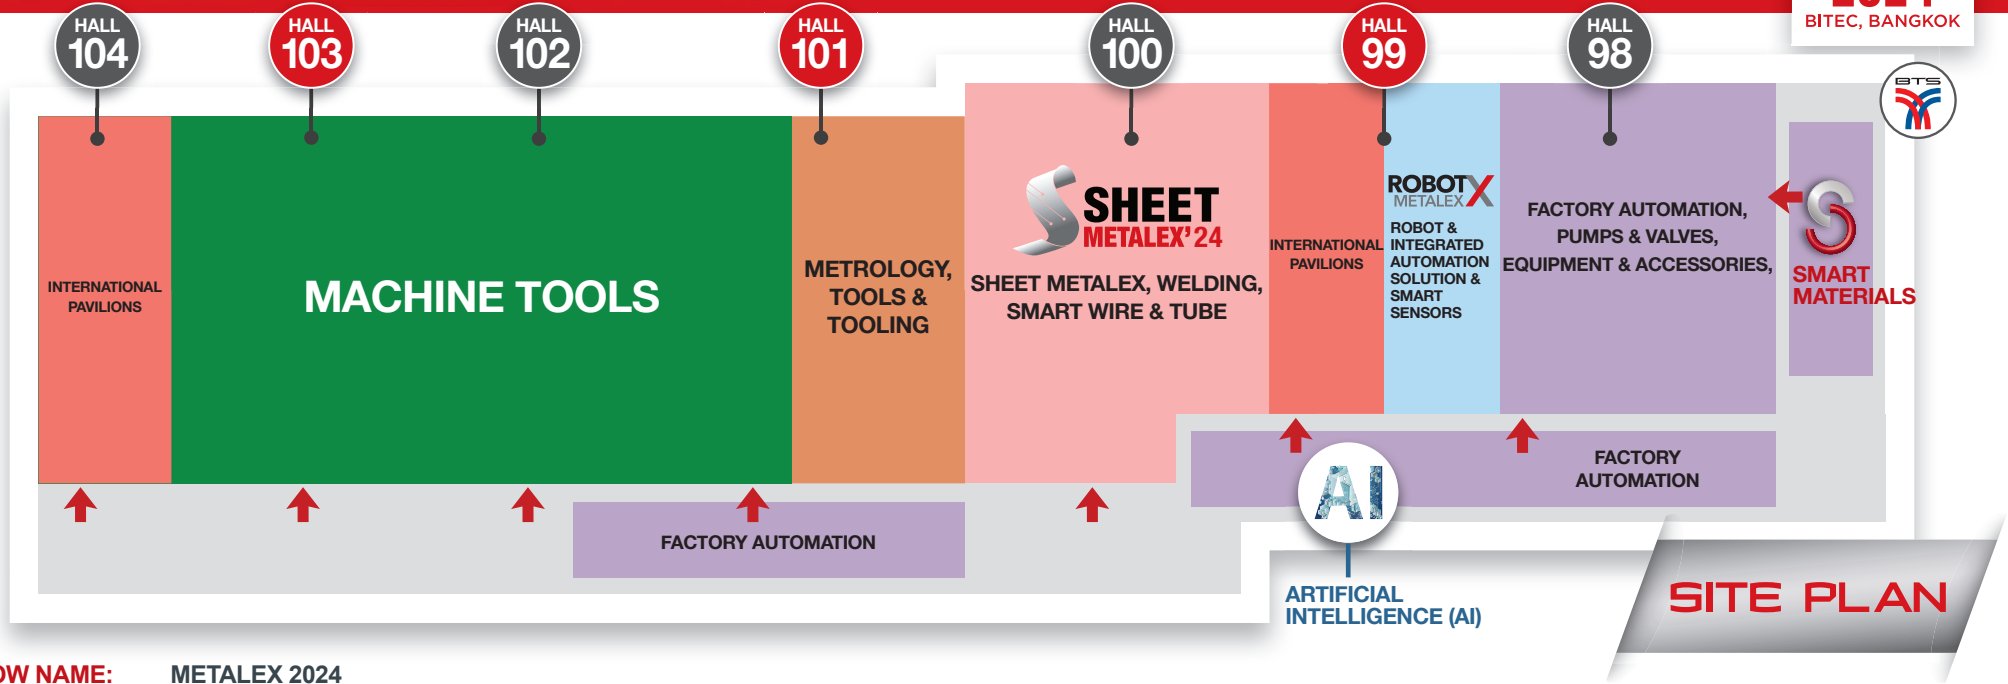 BITEC, BANGKOK
HALL
104
HALL
103
HALL
102
HALL
101
HALL
100
HALL
99
HALL
98
BTS
INTERNATIONAL
PAVILIONS
MACHINE TOOLS
METROLOGY,
TOOLS &
TOOLING
SHEET
METALEX'24
SHEET METALEX, WELDING,
SMART WIRE & TUBE
INTERNATIONAL
PAVILIONS
ROBOT X
METALEX
ROBOT &
INTEGRATED
AUTOMATION
SOLUTION &
SMART
SENSORS
FACTORY AUTOMATION,
PUMPS & VALVES,
EQUIPMENT & ACCESSORIES,
SMART
MATERIALS
FACTORY AUTOMATION
AI
FACTORY
AUTOMATION
ARTIFICIAL
INTELLIGENCE (AI)
SITE PLAN
OW NAME: METALEX 2024